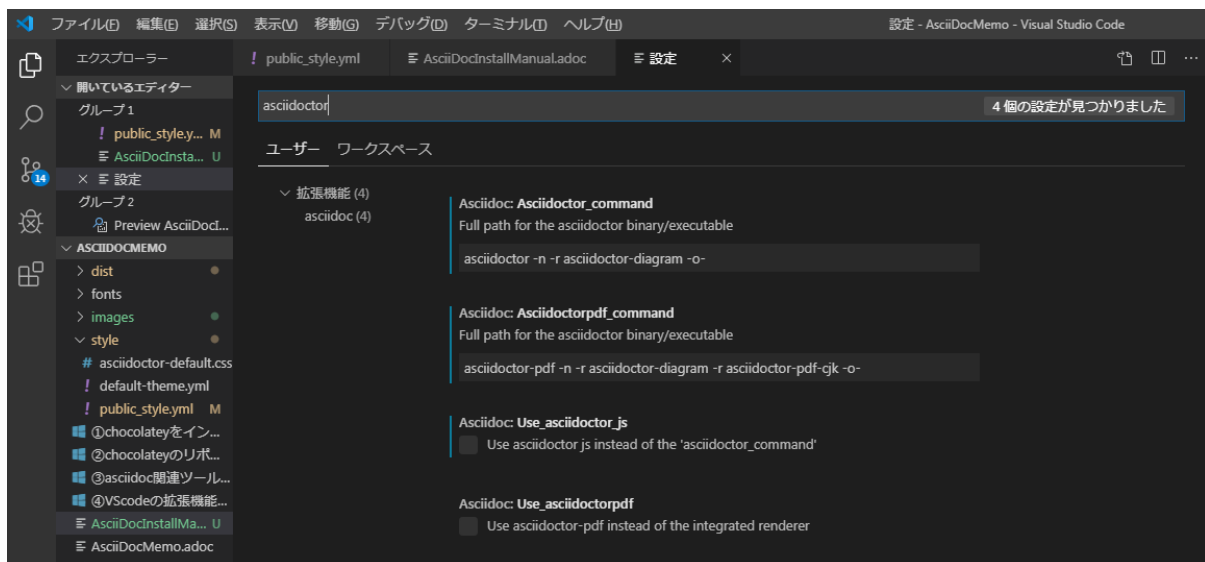 ファイル(F) 編集(E) 選択(S) 表示(V) 移動(G) デバッグ(D) ターミナル(T) ヘルプ(H) 設定 - AsciiDocMemo - Visual Studio Code
エクスプローラー
開いているエディター
グループ 1
! public_style.y... M
AsciiDocInsta... U
× 設定
グループ 2
Preview AsciiDocI...
ASCIIDOCMEMO
dist
fonts
images
style
# asciidoctor-default.css
! default-theme.yml
! public_style.yml M
①chocolateyをイン...
②chocolateyのリポ...
③asciidoc関連ツール...
④VScodeの拡張機能...
AsciiDocInstallMa... U
AsciiDocMemo.adoc
14
! public_style.yml AsciiDocInstallManual.adoc 設定 ×
asciidoctor 4 個の設定が見つかりました
ユーザー ワークスペース
拡張機能 (4)
asciidoc (4)
Asciidoc: Asciidoctor_command
Full path for the asciidoctor binary/executable
asciidoctor -n -r asciidoctor-diagram -o-
Asciidoc: Asciidoctorpdf_command
Full path for the asciidoctor binary/executable
asciidoctor-pdf -n -r asciidoctor-diagram -r asciidoctor-pdf-cjk -o-
Asciidoc: Use_asciidoctor_js
Use asciidoctor js instead of the 'asciidoctor_command'
Asciidoc: Use_asciidoctorpdf
Use asciidoctor-pdf instead of the integrated renderer